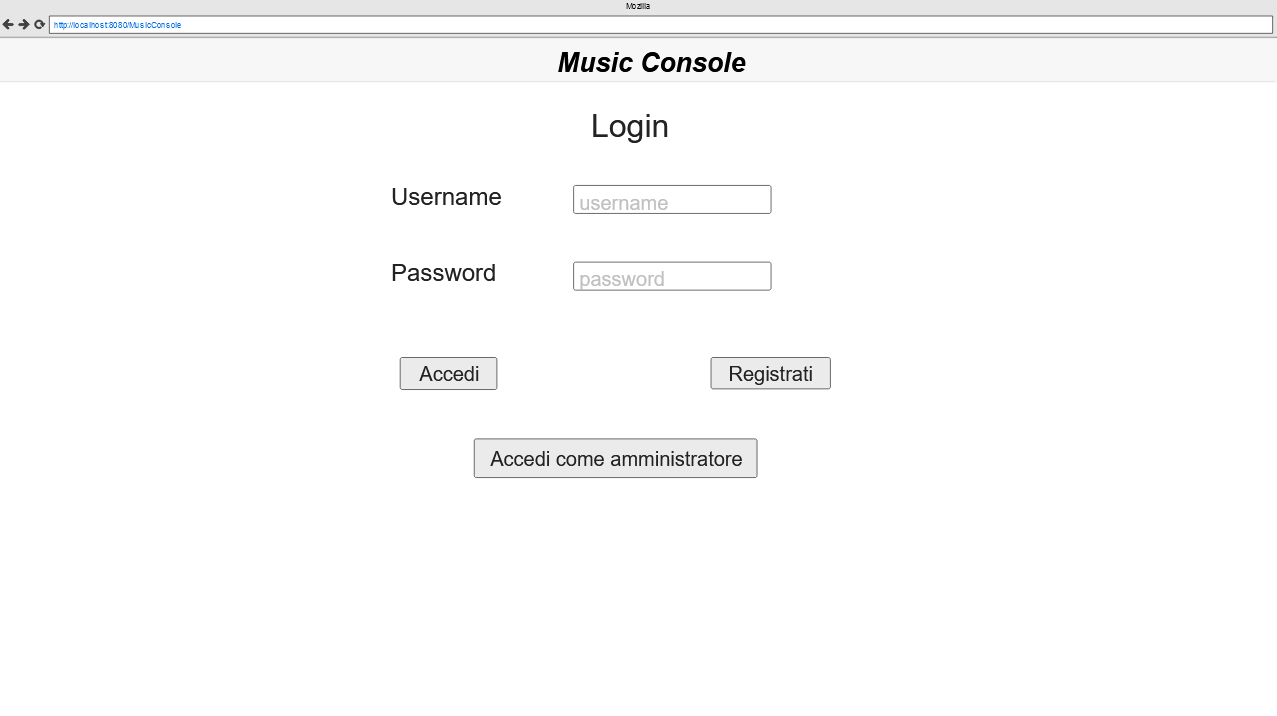 Mozilla
http://localhost:8080/MusicConsole
Music Console
Login
Username
username
Password
password
Accedi
Registrati
Accedi come amministratore